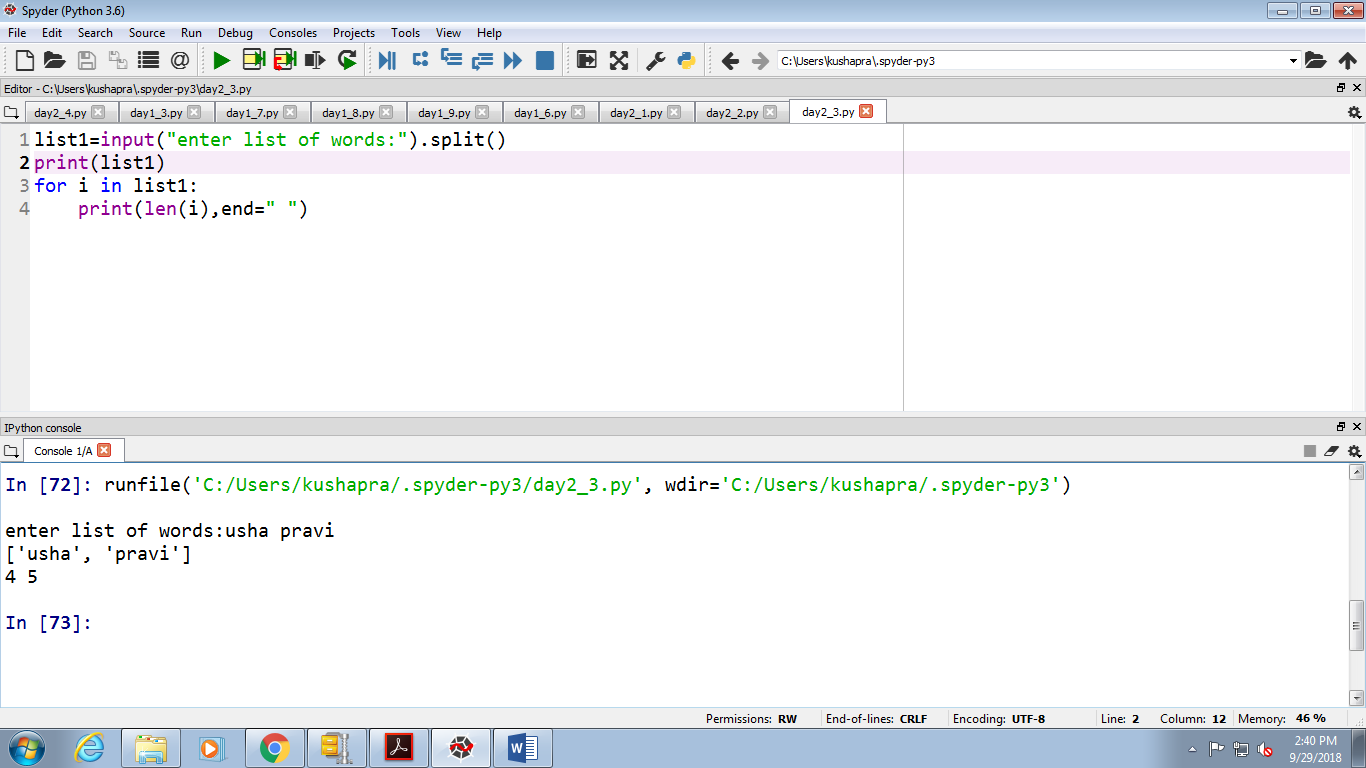 Spyder (Python 3.6)
File Edit Search Source Run Debug Consoles Projects Tools View Help
C:\Users\kushapra\.spyder-py3
Editor - C:\Users\kushapra\.spyder-py3\day2_3.py
day2_4.py day1_3.py day1_7.py day1_8.py day1_9.py day1_6.py day2_1.py day2_2.py day2_3.py
1 list1=input("enter list of words:").split()
2 print(list1)
3 for i in list1:
4     print(len(i),end=" ")
IPython console
Console 1/A
In [72]: runfile('C:/Users/kushapra/.spyder-py3/day2_3.py', wdir='C:/Users/kushapra/.spyder-py3')
enter list of words:usha pravi
['usha', 'pravi']
4 5
In [73]:
Permissions: RW End-of-lines: CRLF Encoding: UTF-8 Line: 2 Column: 12 Memory: 46 %
2:40 PM
9/29/2018